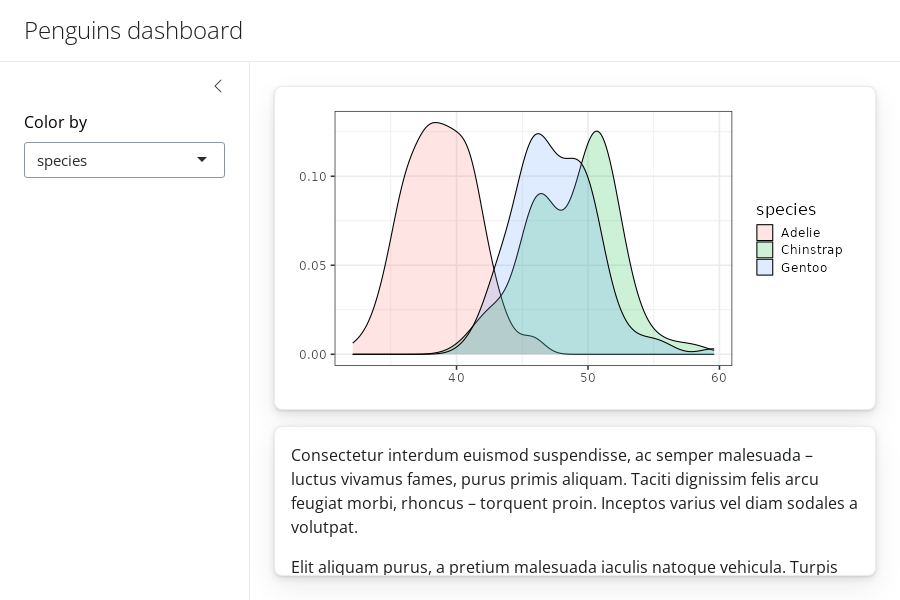 Penguins dashboard
Color by
species
0.10
0.05
0.00
40 50 60
species
Adelie
Chinstrap
Gentoo
Consectetur interdum euismod suspendisse, ac semper malesuada –
luctus vivamus fames, purus primis aliquam. Taciti dignissim felis arcu
feugiat morbi, rhoncus – torquent proin. Inceptos varius vel diam sodales a
volutpat.
Elit aliquam purus, a pretium malesuada iaculis natoque vehicula. Turpis